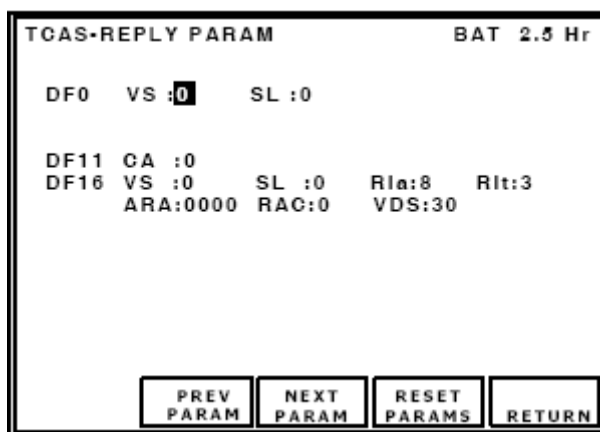 TCAS-REPLY PARAM BAT 2.5 Hr
DF0 VS :0 SL :0
DF11 CA :0
DF16 VS :0 SL :0 RIa:8 RIt:3
ARA:0000 RAC:0 VDS:30
PREV PARAM
NEXT PARAM
RESET PARAMS
RETURN